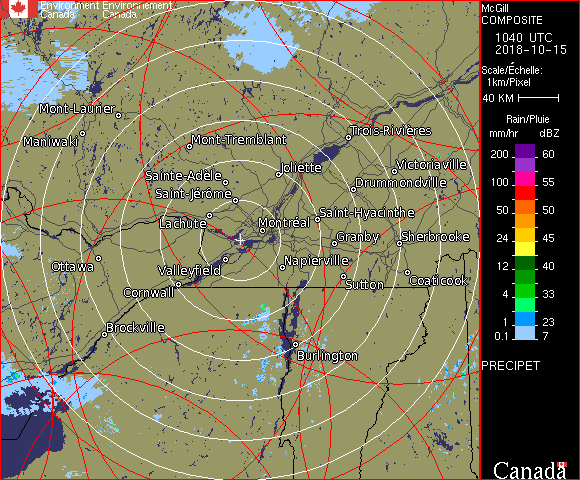 Environment Environnement
Canada Canada
McGill
COMPOSITE
1040 UTC
2018-10-15
Scale/Échelle:
1km/Pixel
40 KM
Rain/Pluie
mm/hr dBZ
200 60
100 55
50 50
24 45
12 40
4 33
1 23
0.1 7
PRECIPET
Canada
Mont-Laurier
Maniwaki
Mont-Tremblant
Trois-Rivières
Joliette
Victoriaville
Sainte-Adèle
Drummondville
Saint-Jérôme
Saint-Hyacinthe
Lachute
Montréal
Granby
Sherbrooke
Ottawa
Valleyfield
Napierville
Cornwall
Sutton
Coaticook
Brockville
Burlington